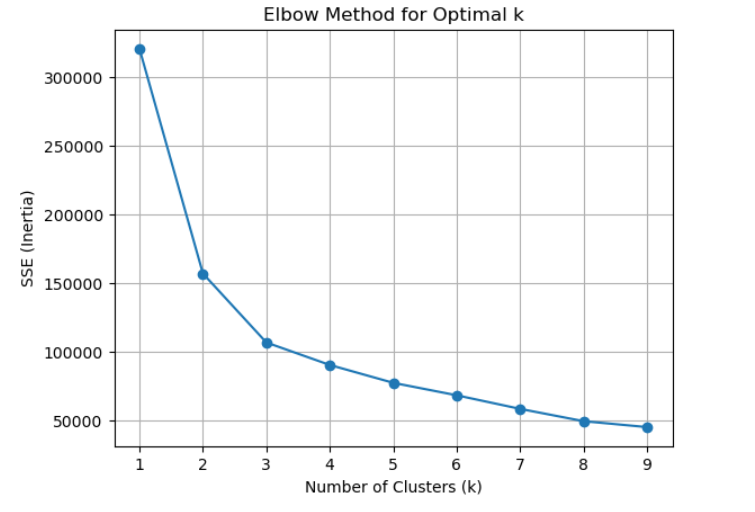 Elbow Method for Optimal k
300000
250000
200000
150000
100000
50000
SSE (Inertia)
1 2 3 4 5 6 7 8 9
Number of Clusters (k)